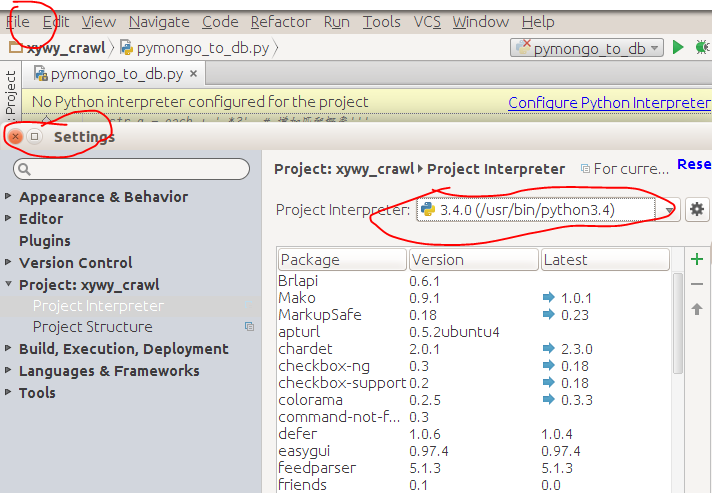 File Edit View Navigate Code Refactor Run Tools VCS Window Help
xywy_crawl pymongo_to_db.py pymongo_to_db
pymongo_to_db.py ×
: Project
No Python interpreter configured for the project Configure Python Interpreter
Settings
Project: xywy_crawl Project Interpreter For curre... Rese
Appearance & Behavior
Editor
Plugins
Version Control
Project: xywy_crawl
Project Interpreter
Project Structure
Build, Execution, Deployment
Languages & Frameworks
Tools
Project Interpreter: 3.4.0 (/usr/bin/python3.4)
Package Version Latest
Brlapi 0.6.1
Mako 0.9.1 1.0.1
MarkupSafe 0.18 0.23
apturl 0.5.2ubuntu4
chardet 2.0.1 2.3.0
checkbox-ng 0.3 0.18
checkbox-support 0.2 0.18
colorama 0.2.5 0.3.3
command-not-f... 0.3
defer 1.0.6 1.0.4
easygui 0.97.4 0.97.4
feedparser 5.1.3 5.1.3
friends 0.1 0.0